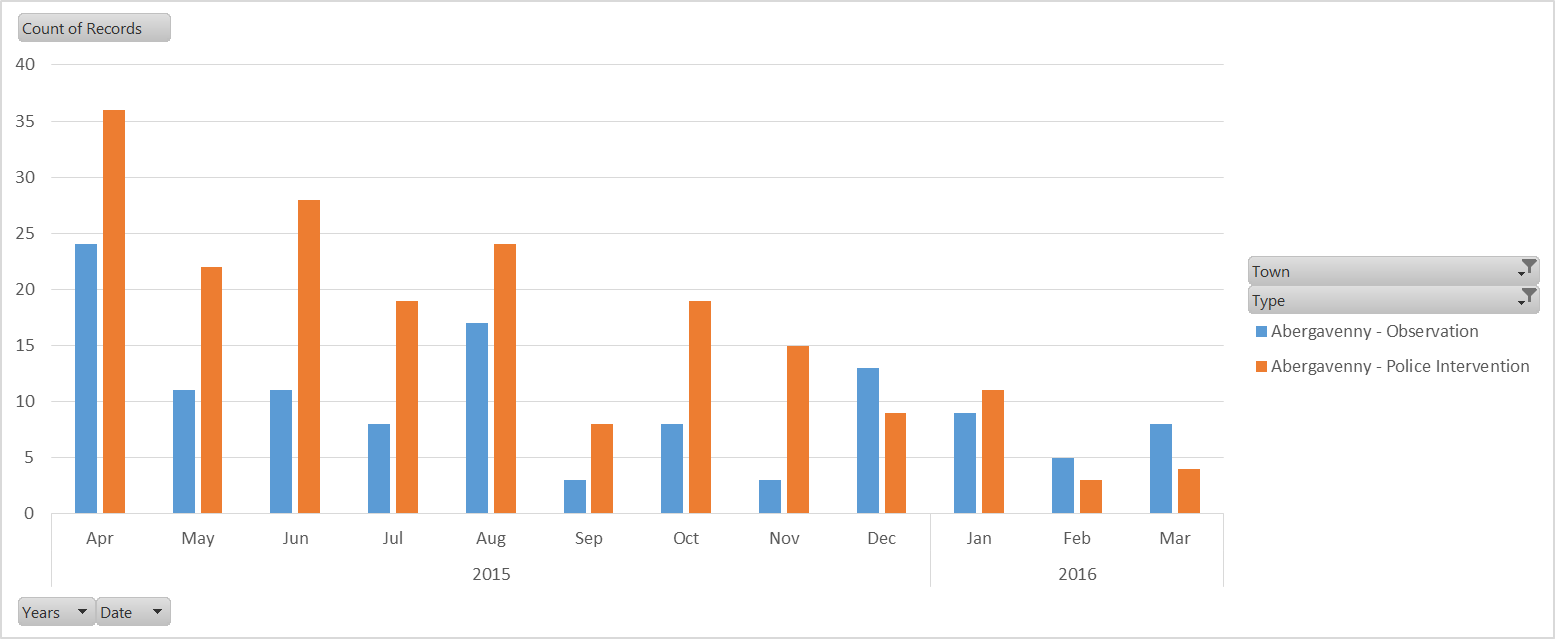 Count of Records
40
35
30
25
20
15
10
5
0
Apr May Jun Jul Aug Sep Oct Nov Dec Jan Feb Mar
2015 2016
Town
Type
Abergavenny - Observation
Abergavenny - Police Intervention
Years Date